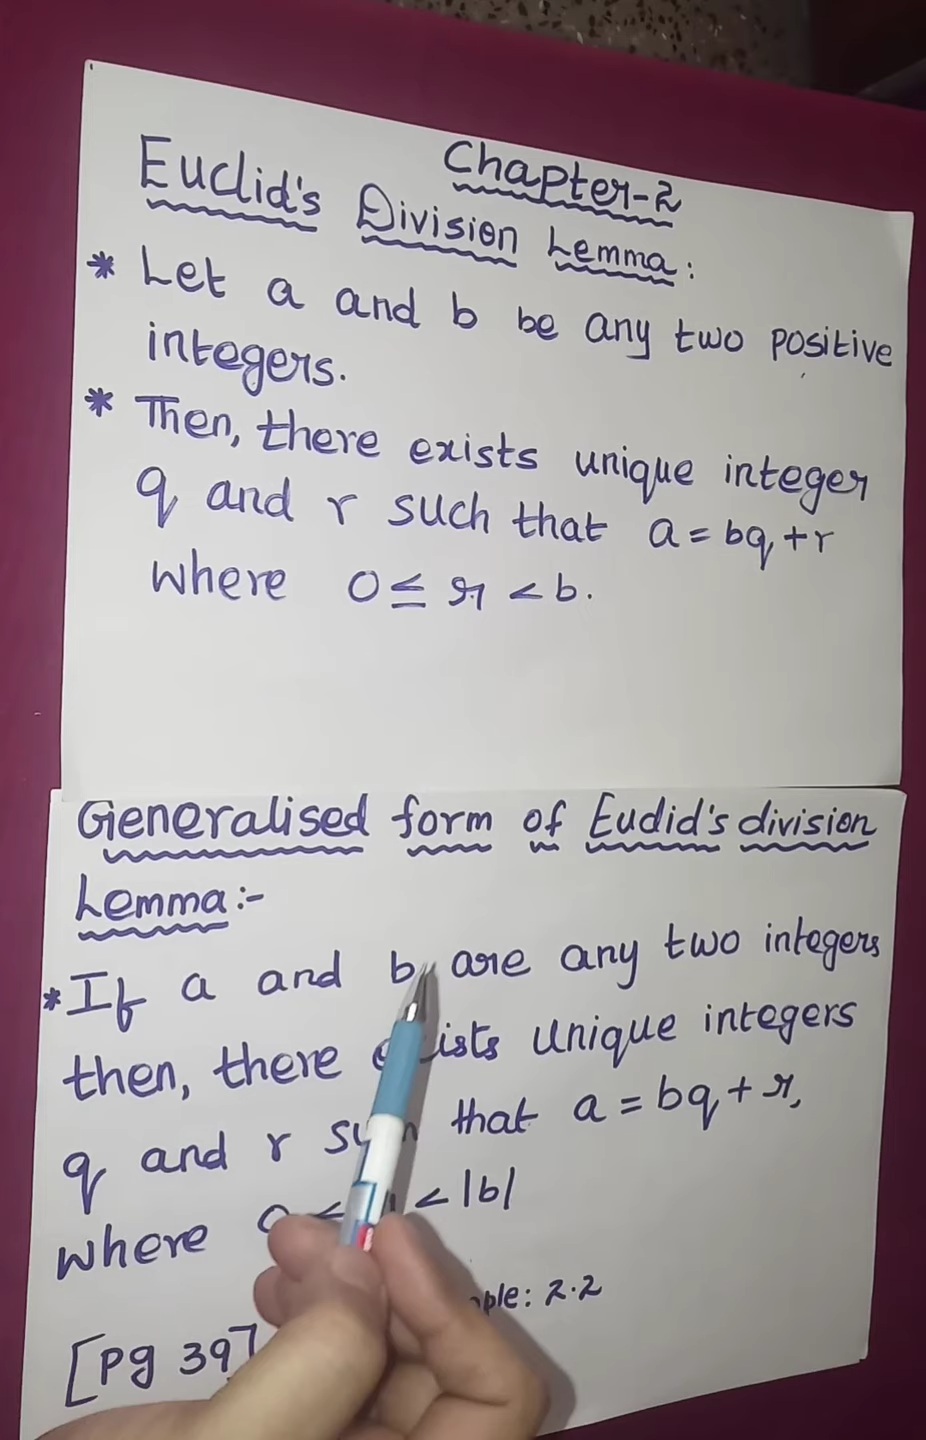 Chapter-2
Euclid's Division Lemma:
* Let a and b be any two positive
integers.
* Then, there exists unique integer
q and r such that a = bq + r
where 0 ≤ r < b.
Generalised form of Euclid's division
Lemma:-
* If a and b are any two integers
then, there unique integers
q and r that a = bq + r,
where < |b|
: 2.2
[Pg 39]